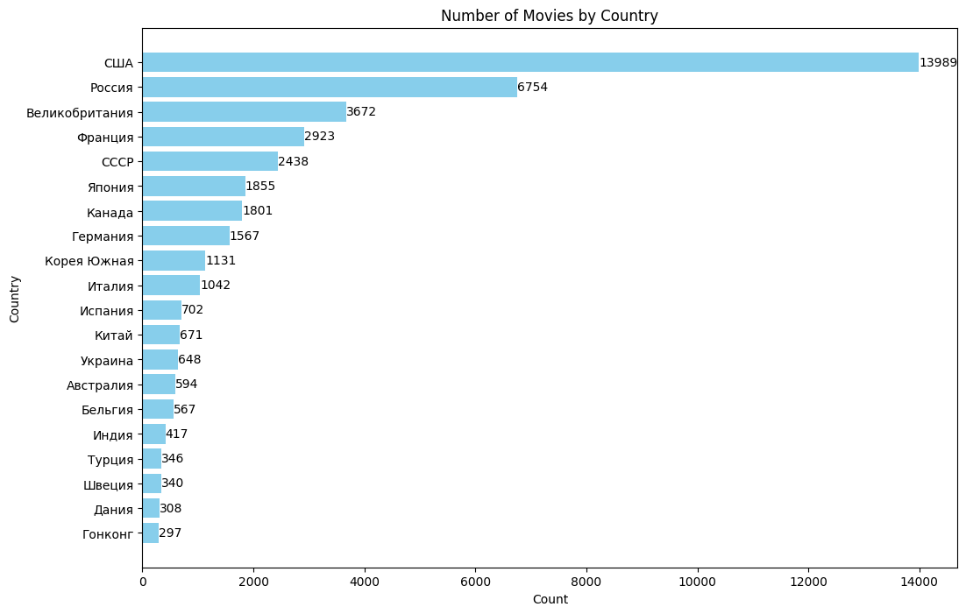 Number of Movies by Country
США 13989
Россия 6754
Великобритания 3672
Франция 2923
СССР 2438
Япония 1855
Канада 1801
Германия 1567
Корея Южная 1131
Италия 1042
Испания 702
Китай 671
Украина 648
Австралия 594
Бельгия 567
Индия 417
Турция 346
Швеция 340
Дания 308
Гонконг 297
Country
0 2000 4000 6000 8000 10000 12000 14000
Count